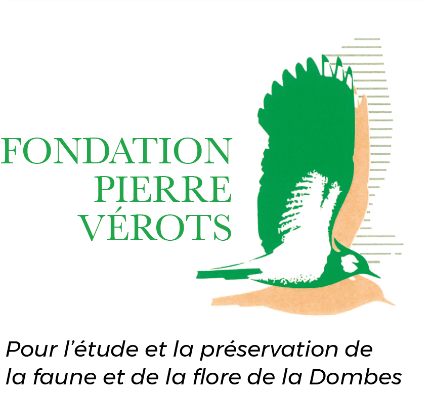 FONDATION
PIERRE
VÉROTS
Pour l'étude et la préservation de
la faune et de la flore de la Dombes